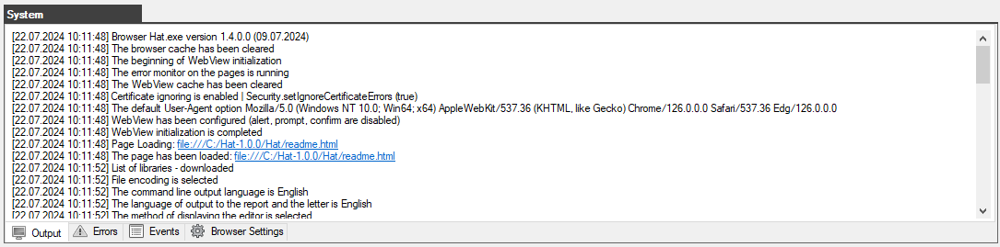 System
[22.07.2024 10:11:48] Browser Hat.exe version 1.4.0.0 (09.07.2024)
[22.07.2024 10:11:48] The browser cache has been cleared
[22.07.2024 10:11:48] The beginning of WebView initialization
[22.07.2024 10:11:48] The error monitor on the pages is running
[22.07.2024 10:11:48] The WebView cache has been cleared
[22.07.2024 10:11:48] Certificate ignoring is enabled | Security.setIgnoreCertificateErrors (true)
[22.07.2024 10:11:48] The default User-Agent option Mozilla/5.0 (Windows NT 10.0; Win64; x64) AppleWebKit/537.36 (KHTML, like Gecko) Chrome/126.0.0.0 Safari/537.36 Edg/126.0.0.0
[22.07.2024 10:11:48] WebView has been configured (alert, prompt, confirm are disabled)
[22.07.2024 10:11:48] WebView initialization is completed
[22.07.2024 10:11:48] Page Loading: file:///C:/Hat-1.0.0/Hat/readme.html
[22.07.2024 10:11:48] The page has been loaded: file:///C:/Hat-1.0.0/Hat/readme.html
[22.07.2024 10:11:52] List of libraries - downloaded
[22.07.2024 10:11:52] File encoding is selected
[22.07.2024 10:11:52] The command line output language is English
[22.07.2024 10:11:52] The language of output to the report and the letter is English
[22.07.2024 10:11:52] The method of displaying the editor is selected
Output Errors Events Browser Settings